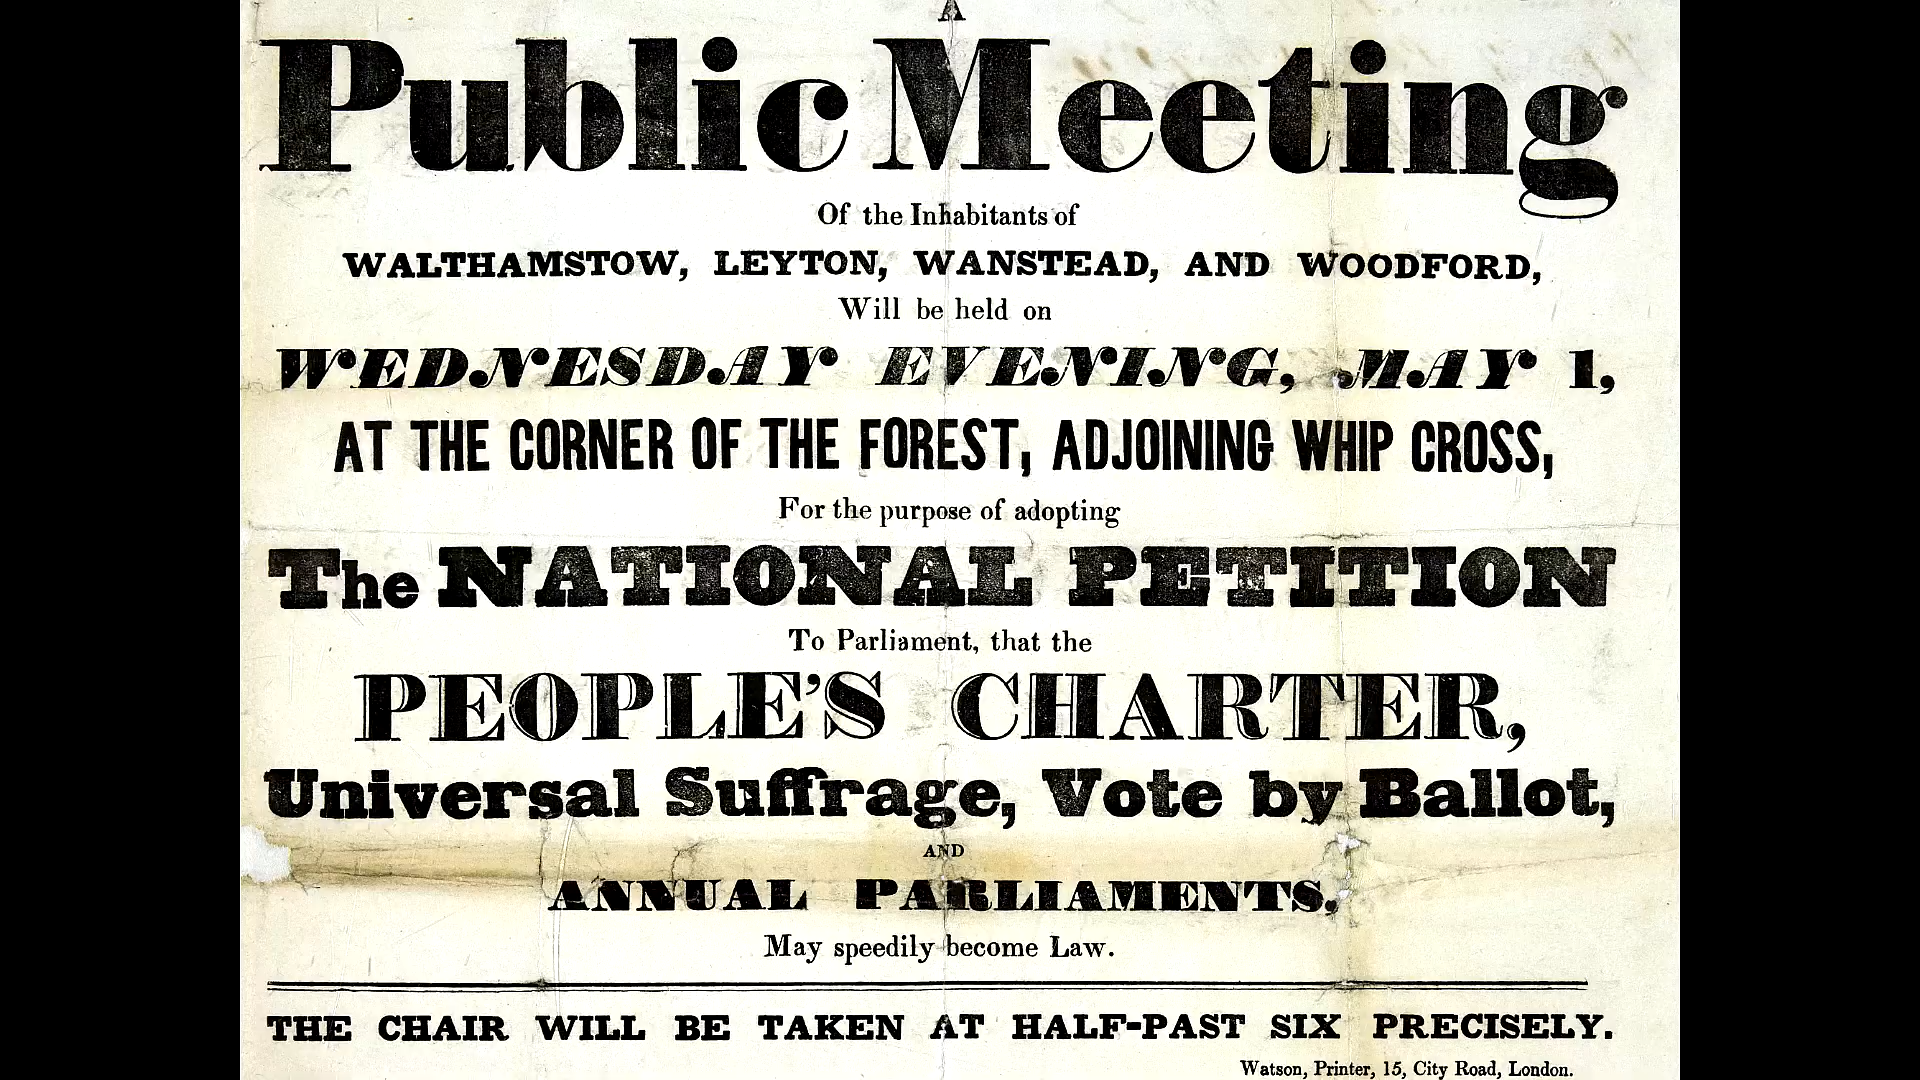 A
Public Meeting
Of the Inhabitants of
WALTHAMSTOW, LEYTON, WANSTEAD, AND WOODFORD,
Will be held on
WEDNESDAY EVENING, MAY 1,
AT THE CORNER OF THE FOREST, ADJOINING WHIP CROSS,
For the purpose of adopting
The NATIONAL PETITION
To Parliament, that the
PEOPLE'S CHARTER,
Universal Suffrage, Vote by Ballot,
AND
ANNUAL PARLIAMENTS,
May speedily become Law.
THE CHAIR WILL BE TAKEN AT HALF-PAST SIX PRECISELY.
Watson, Printer, 15, City Road, London.